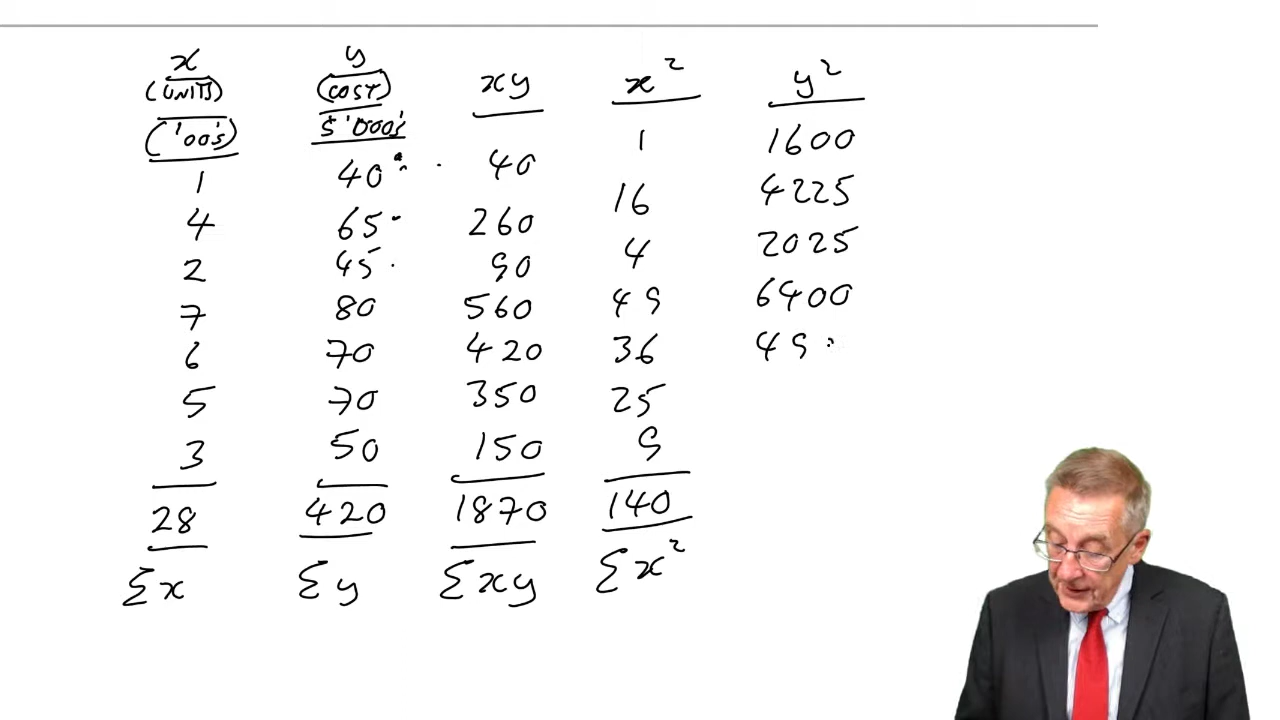 x y xy x² y²
(UNITS) (COST)
('00's) $'000's
1 40 40 1 1600
4 65 260 16 4225
2 45 90 4 2025
7 80 560 49 6400
6 70 420 36 49
5 70 350 25
3 50 150 9
28 420 1870 140
Σx Σy Σxy Σx²